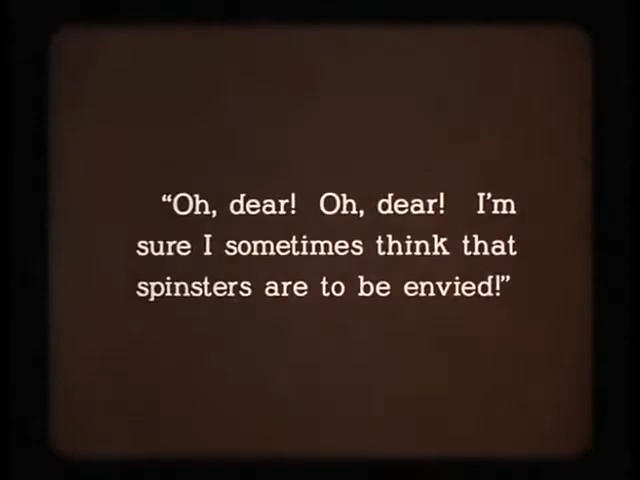 “Oh, dear!  Oh, dear!  I’m
sure I sometimes think that
spinsters are to be envied!”